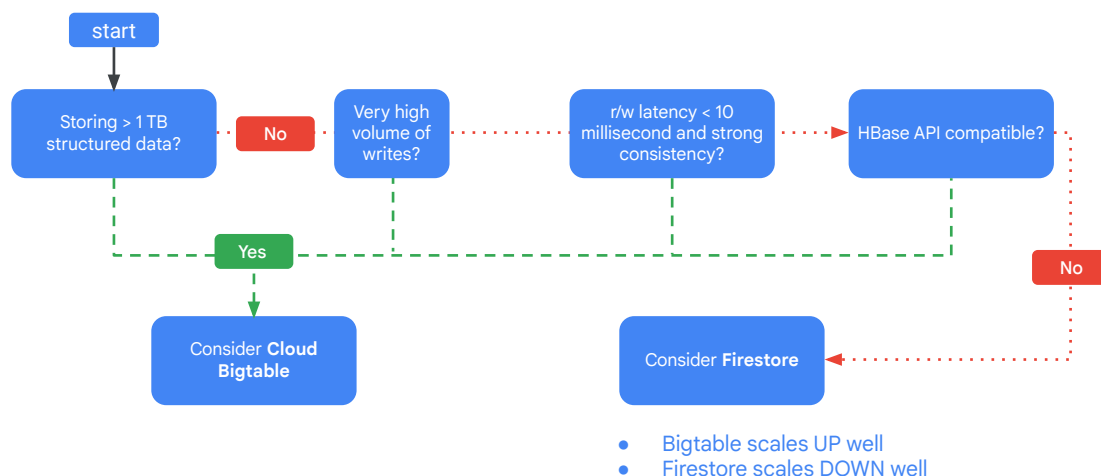 start
Storing > 1 TB
structured data?
No
Very high
volume of
writes?
r/w latency < 10
millisecond and strong
consistency?
HBase API compatible?
Yes
No
Consider Cloud
Bigtable
Consider Firestore
● Bigtable scales UP well
● Firestore scales DOWN well